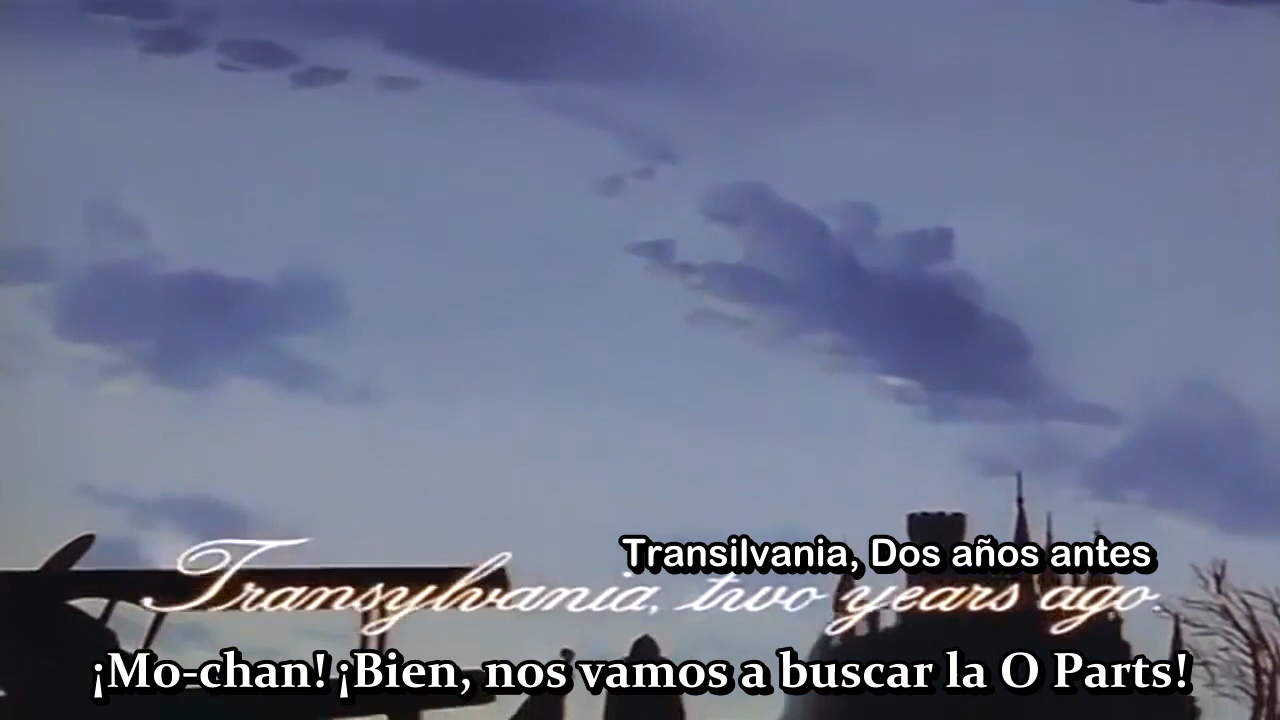 Transilvania, Dos años antes
Transylvania, two years ago.
¡Mo-chan! ¡Bien, nos vamos a buscar la O Parts!